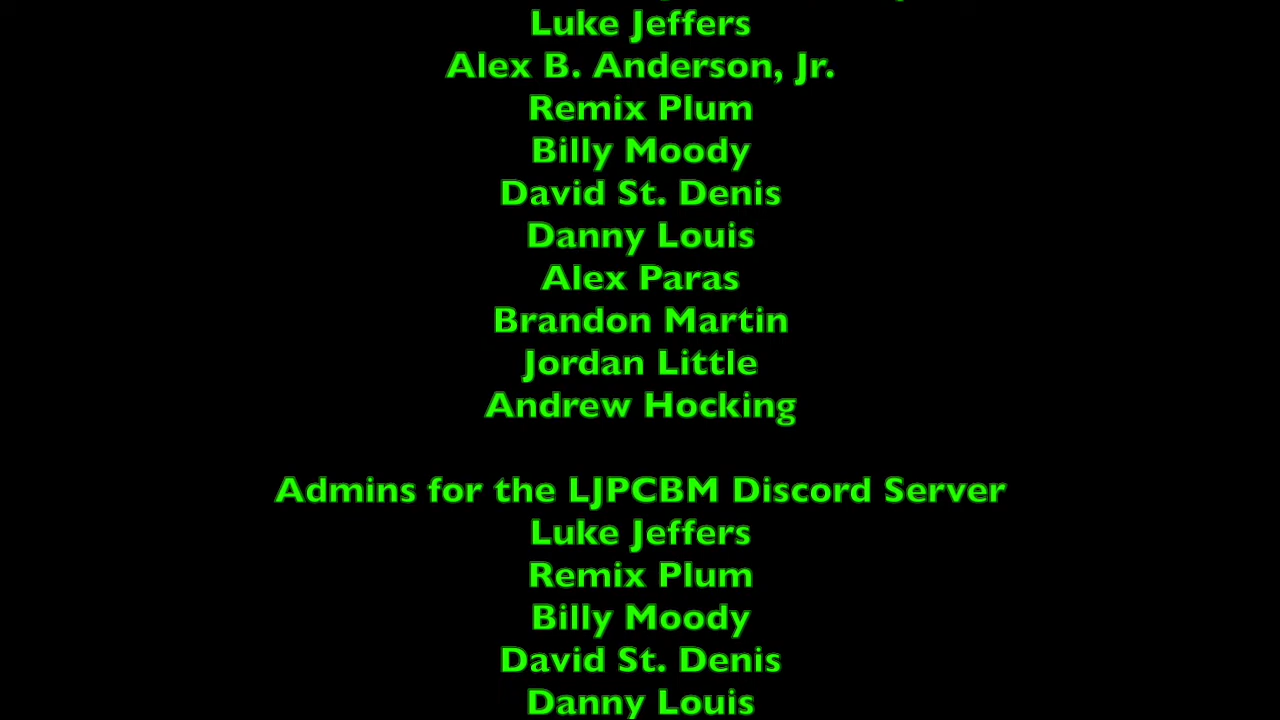 Luke Jeffers
Alex B. Anderson, Jr.
Remix Plum
Billy Moody
David St. Denis
Danny Louis
Alex Paras
Brandon Martin
Jordan Little
Andrew Hocking
Admins for the LJPCBM Discord Server
Luke Jeffers
Remix Plum
Billy Moody
David St. Denis
Danny Louis